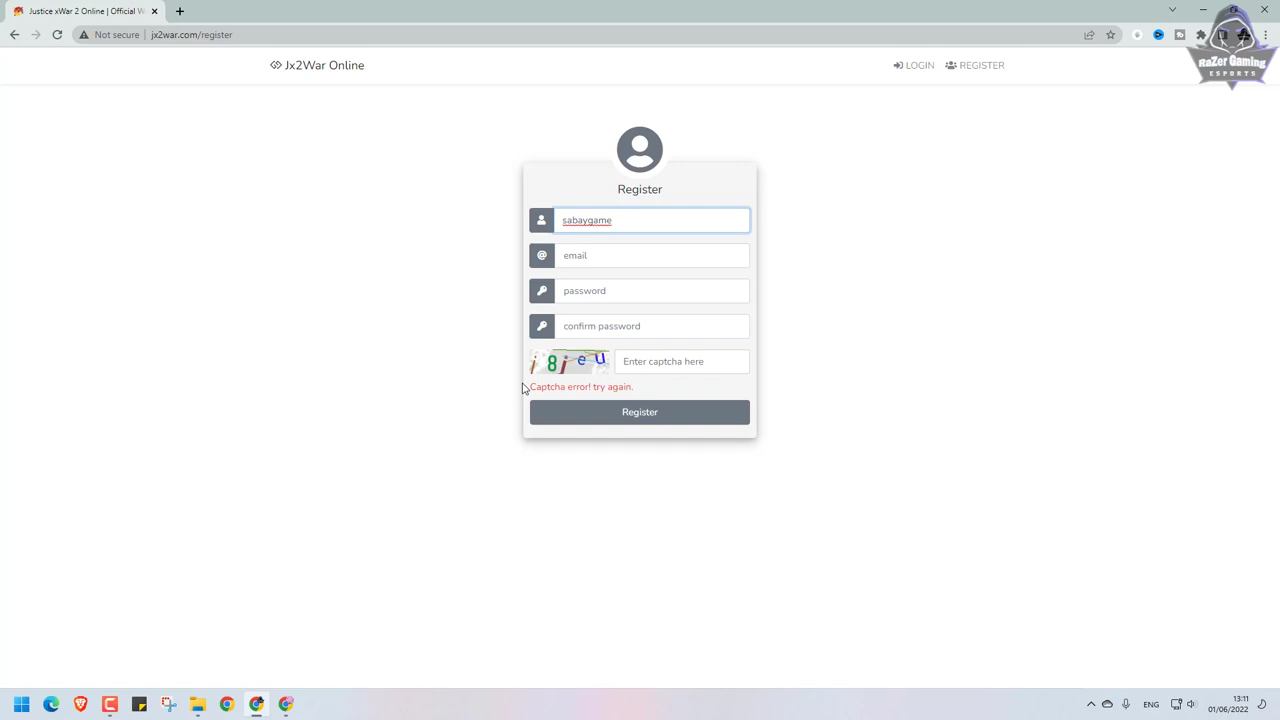 Justice xWar 2 Online | Official W
Not secure
jx2war.com/register
Jx2War Online
LOGIN
REGISTER
RaZer Gaming
ESPORTS
Register
sabaygame
@ email
password
confirm password
8 i e u
Enter captcha here
Captcha error! try again.
Register
ENG
13:11
01/06/2022